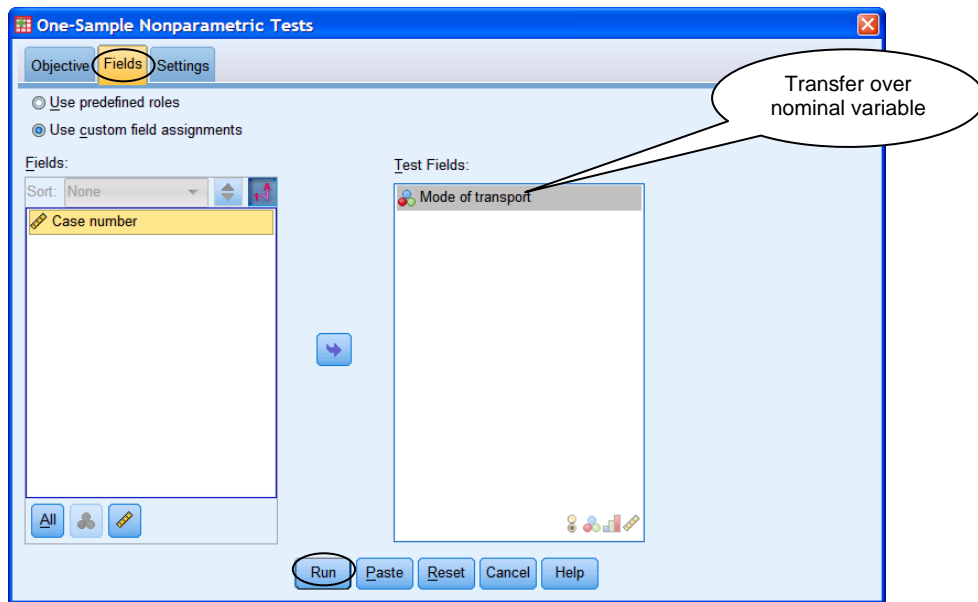 One-Sample Nonparametric Tests
Objective Fields Settings
Use predefined roles
Use custom field assignments
Transfer over
nominal variable
Fields:
Sort: None
Case number
Test Fields:
Mode of transport
All
Run Paste Reset Cancel Help